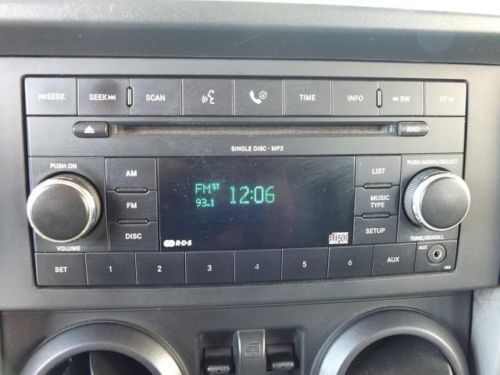 SEEK SEEK SCAN TIME INFO RW FF
RND
SINGLE DISC - MP3
PUSH ON AM LIST PUSH AUDIO/SELECT
FM ST 12:06
93.1
FM MUSIC TYPE
DISC RDS SETUP
VOLUME TUNE/SCROLL
SET 1 2 3 4 5 6 AUX AUX